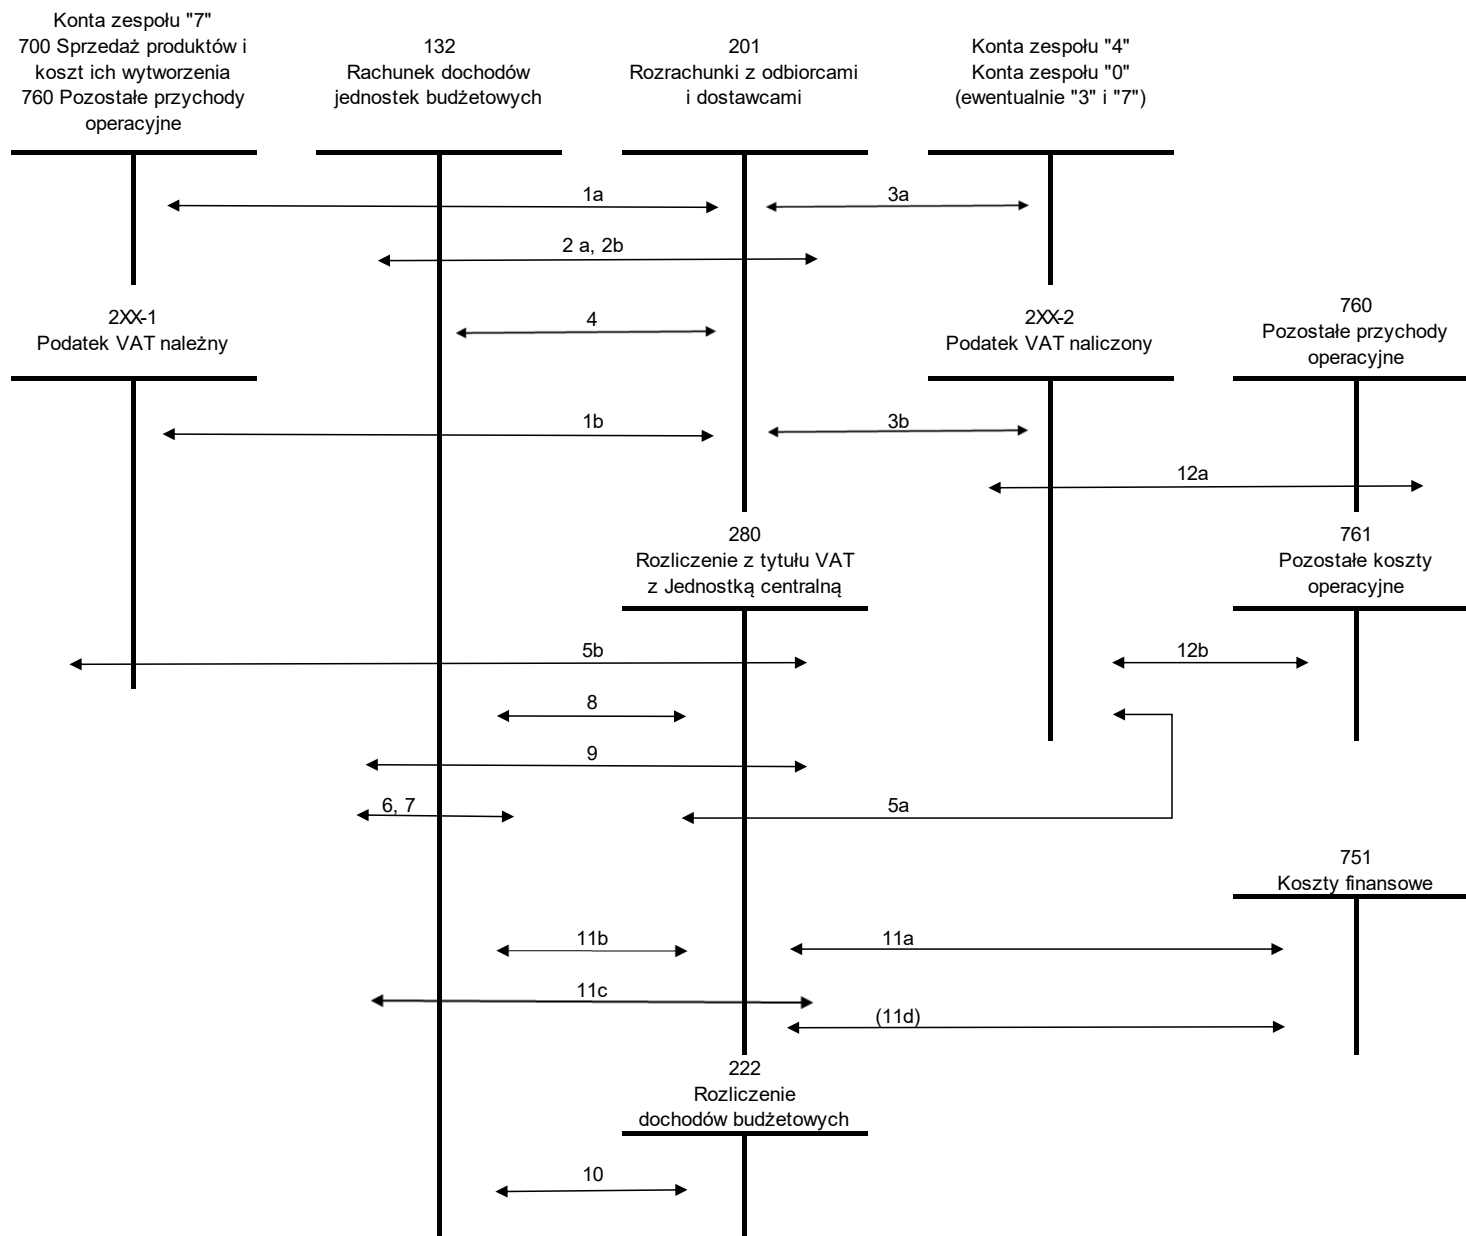 Konta zespołu "7"
700 Sprzedaż produktów i
koszt ich wytworzenia
760 Pozostałe przychody
operacyjne
132
Rachunek dochodów
jednostek budżetowych
201
Rozrachunki z odbiorcami
i dostawcami
Konta zespołu "4"
Konta zespołu "0"
(ewentualnie "3" i "7")
1a
3a
2 a, 2b
2XX-1
Podatek VAT należny
4
2XX-2
Podatek VAT naliczony
760
Pozostałe przychody
operacyjne
1b
3b
12a
280
Rozliczenie z tytułu VAT
z Jednostką centralną
761
Pozostałe koszty
operacyjne
5b
12b
8
9
6, 7
5a
751
Koszty finansowe
11b
11a
11c
(11d)
222
Rozliczenie
dochodów budżetowych
10